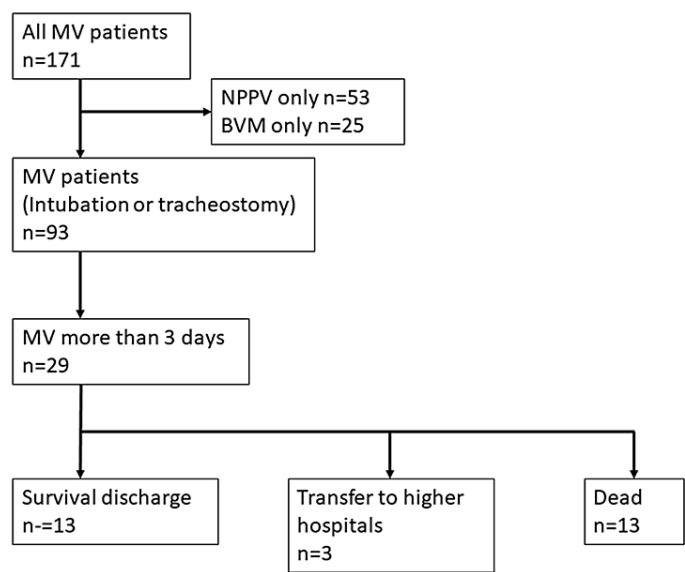 All MV patients
n=171
NPPV only n=53
BVM only n=25
MV patients
(Intubation or tracheostomy)
n=93
MV more than 3 days
n=29
Survival discharge
n-=13
Transfer to higher
hospitals
n=3
Dead
n=13